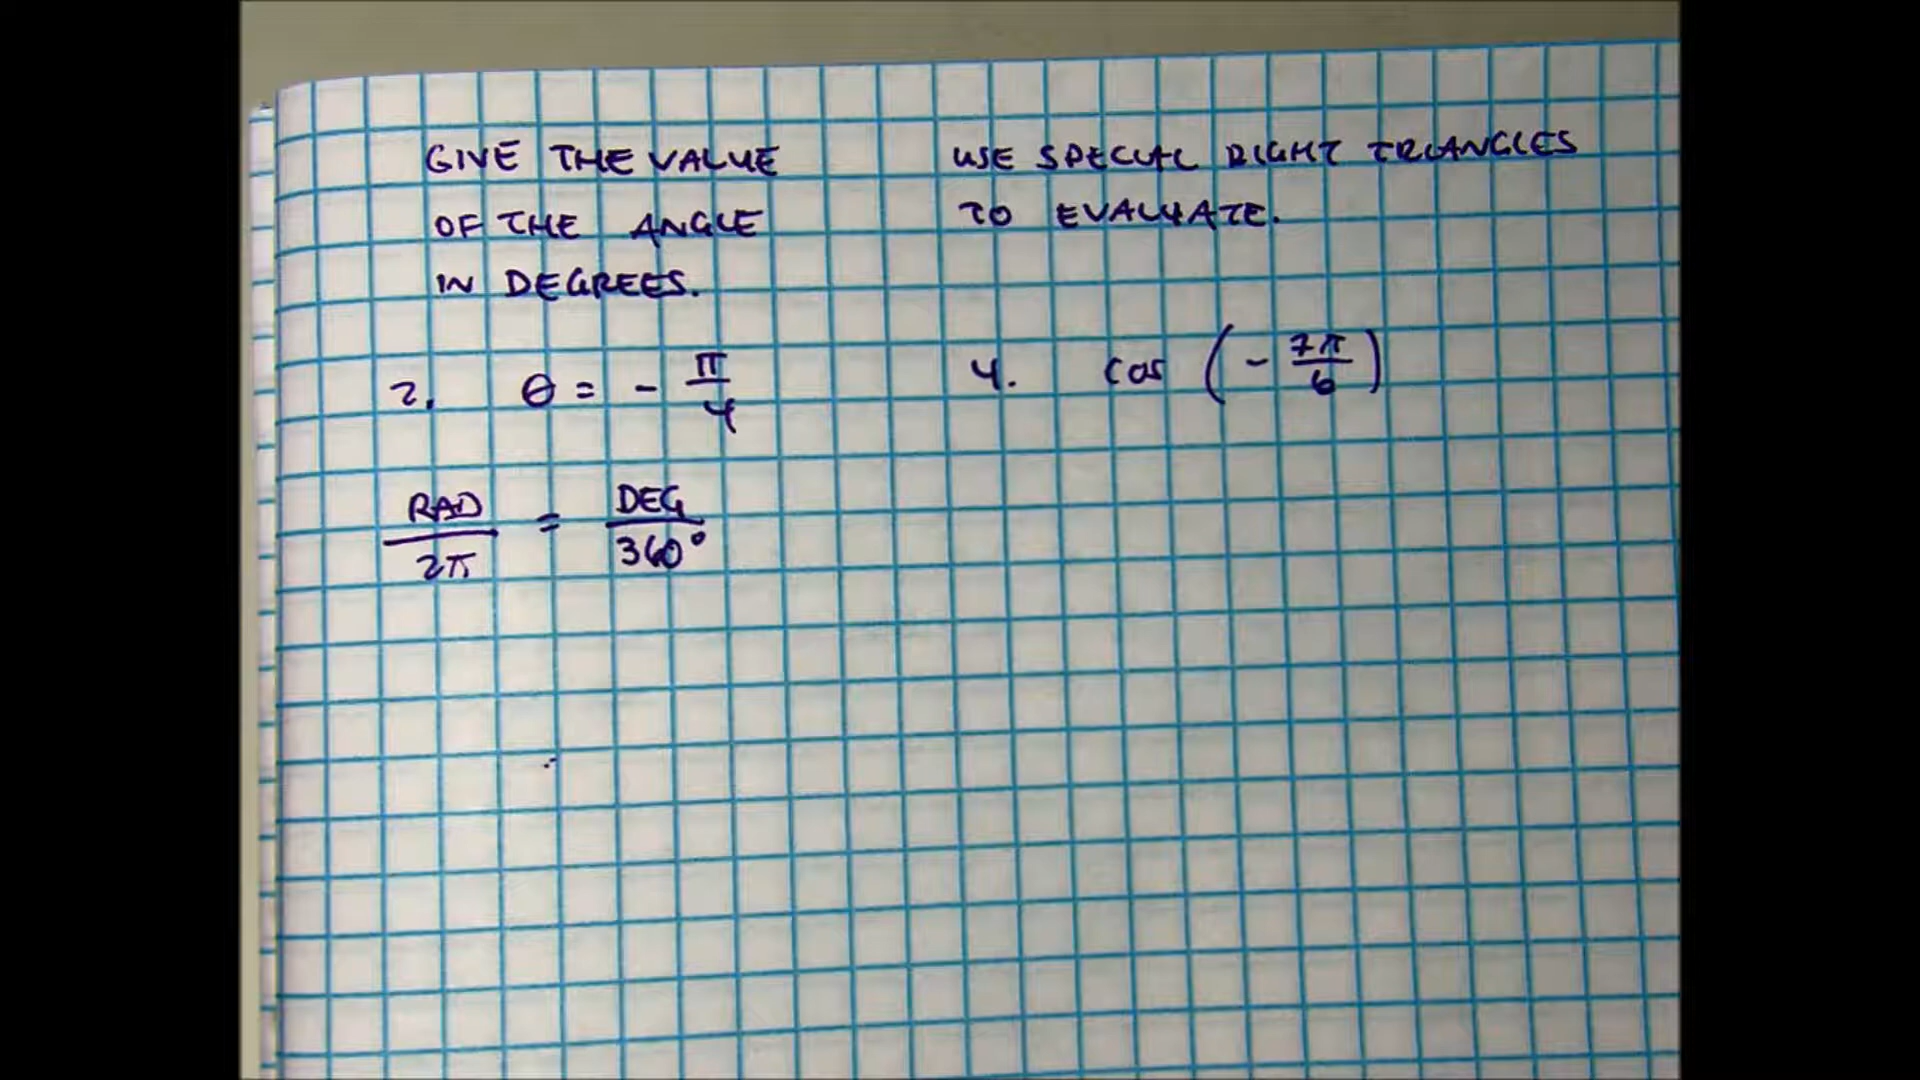 GIVE THE VALUE
OF THE ANGLE
IN DEGREES.
2. θ = - π/4
RAD/2π = DEG/360°
USE SPECIAL RIGHT TRIANGLES
TO EVALUATE.
4. cos (- 7π/6)